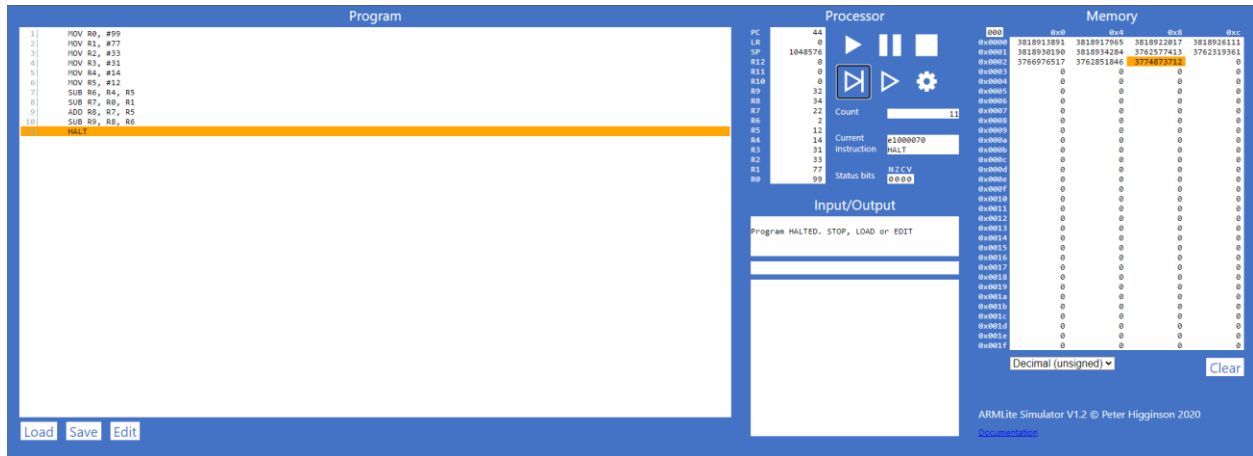 Program
1| MOV R0, #99
2| MOV R1, #77
3| MOV R2, #33
4| MOV R3, #31
5| MOV R4, #14
6| MOV R5, #12
7| SUB R6, R4, R5
8| SUB R7, R0, R1
9| ADD R8, R7, R5
10| SUB R9, R8, R6
HALT
Load Save Edit
Processor
PC 44
LR 0
SP 1048576
R12 0
R11 0
R10 0
R9 32
R8 34
R7 22
R6 2
R5 12
R4 14
R3 31
R2 33
R1 77
R0 99
Count 11
Current Instruction e1000070 HALT
NZCV
Status bits 0000
Input/Output
Program HALTED. STOP, LOAD or EDIT
Memory
000 0x0 0x4 0x8 0xc
0x0000 3818913891 3818917965 3818922017 3818926111
0x0001 3818930190 3818934284 3762577413 3762319361
0x0002 3766976517 3762851846 3774873712 0
0x0003 0 0 0 0
0x0004 0 0 0 0
0x0005 0 0 0 0
0x0006 0 0 0 0
0x0007 0 0 0 0
0x0008 0 0 0 0
0x0009 0 0 0 0
0x000a 0 0 0 0
0x000b 0 0 0 0
0x000c 0 0 0 0
0x000d 0 0 0 0
0x000e 0 0 0 0
0x000f 0 0 0 0
0x0010 0 0 0 0
0x0011 0 0 0 0
0x0012 0 0 0 0
0x0013 0 0 0 0
0x0014 0 0 0 0
0x0015 0 0 0 0
0x0016 0 0 0 0
0x0017 0 0 0 0
0x0018 0 0 0 0
0x0019 0 0 0 0
0x001a 0 0 0 0
0x001b 0 0 0 0
0x001c 0 0 0 0
0x001d 0 0 0 0
0x001e 0 0 0 0
0x001f 0 0 0 0
Decimal (unsigned)
Clear
ARMLite Simulator V1.2 © Peter Higginson 2020
Documentation